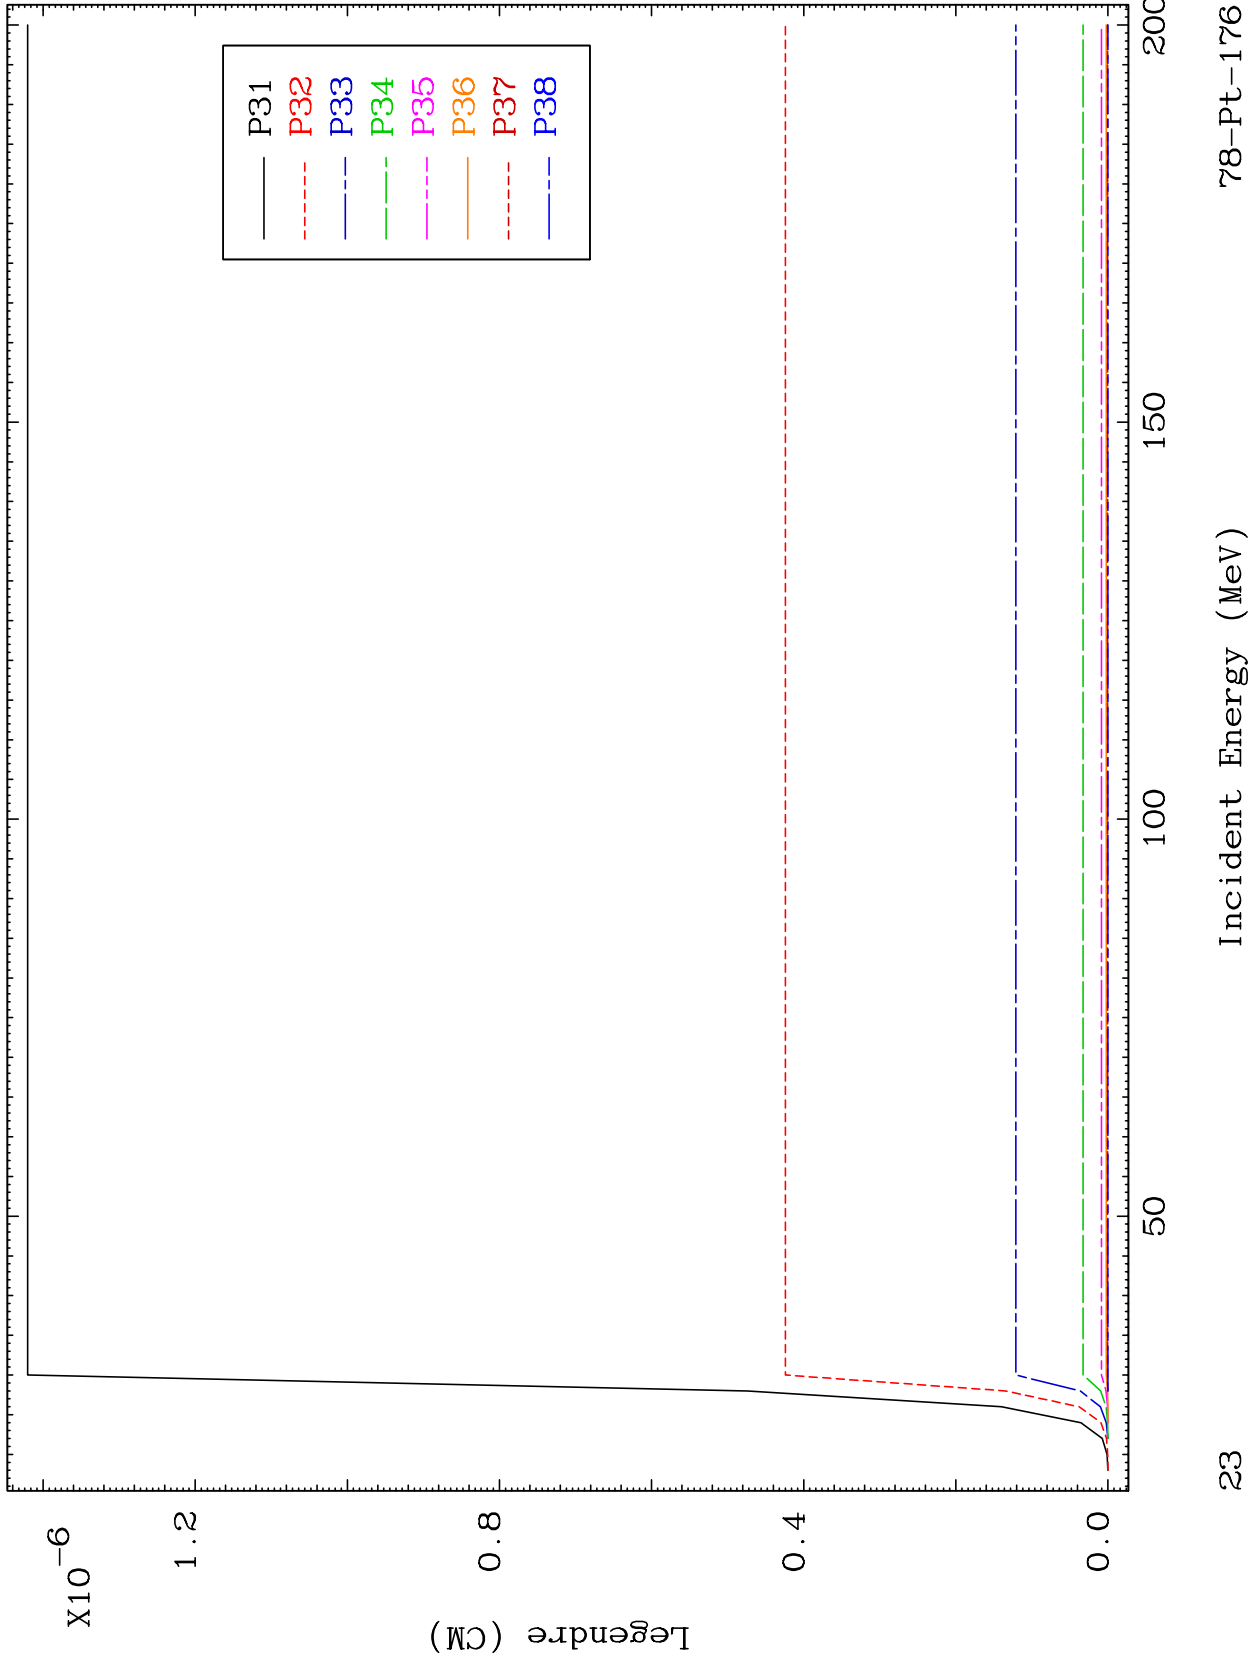 X10-6
1.2
0.8
0.4
0.0
Legendre (CM)
P31
P32
P33
P34
P35
P36
P37
P38
50
100
150
200
23
Incident Energy (MeV)
78-Pt-176